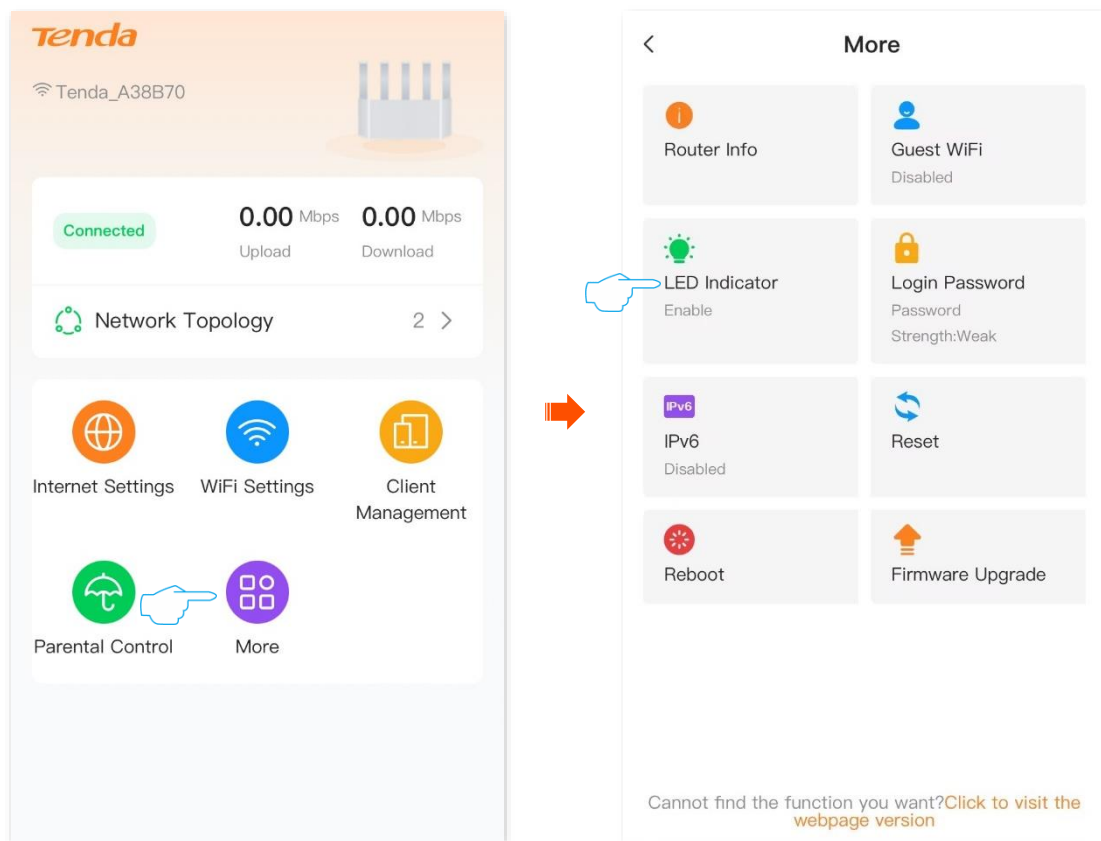 Tenda
Tenda_A38B70
Connected
0.00 Mbps
Upload
0.00 Mbps
Download
Network Topology
2
Internet Settings
WiFi Settings
Client
Management
Parental Control
More
More
Router Info
Guest WiFi
Disabled
LED Indicator
Enable
Login Password
Password
Strength:Weak
IPv6
IPv6
Disabled
Reset
Reboot
Firmware Upgrade
Cannot find the function you want?Click to visit the
webpage version